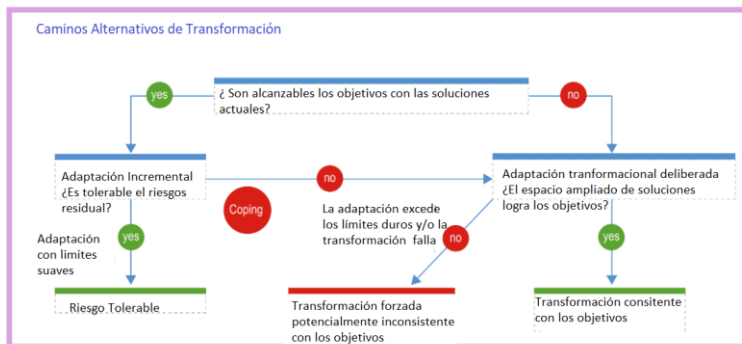 Caminos Alternativos de Transformación
¿ Son alcanzables los objetivos con las soluciones
actuales?
yes
no
Adaptación Incremental
¿Es tolerable el riesgos
residual?
no
Coping
Adaptación tranformacional deliberada
¿El espacio ampliado de soluciones
logra los objetivos?
La adaptación excede
los límites duros y/o la
transformación falla
no
yes
yes
Adaptación
con limites
suaves
Riesgo Tolerable
Transformación forzada
potencialmente inconsistente
con los objetivos
Transformación consitente
con los objetivos